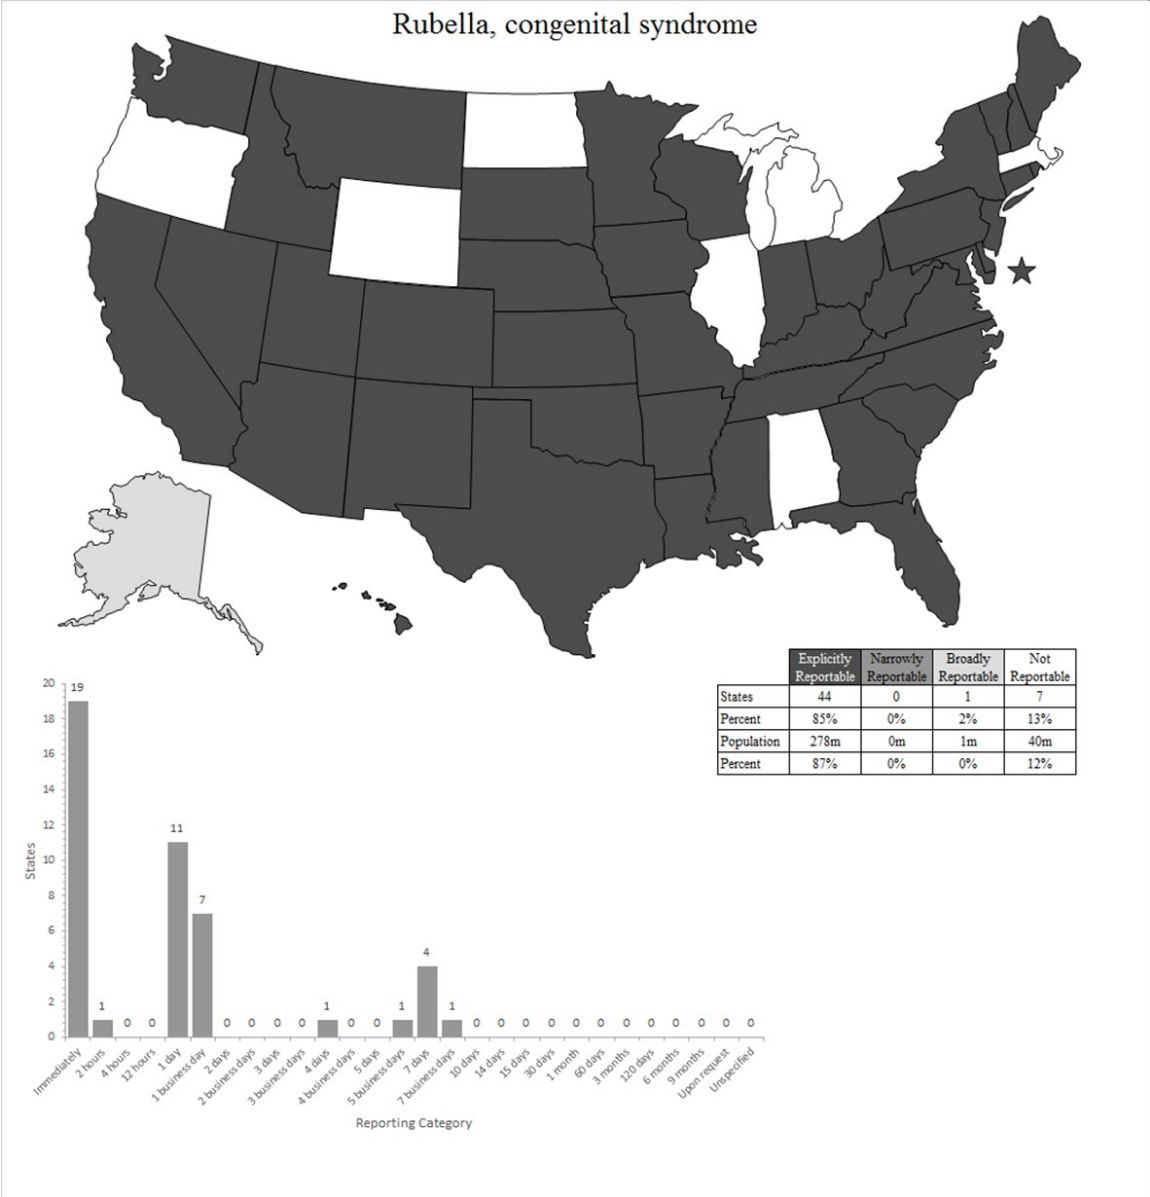 Rubella, congenital syndrome
Explicitly Reportable Narrowly Reportable Broadly Reportable Not Reportable
States 44 0 1 7
Percent 85% 0% 2% 13%
Population 278m 0m 1m 40m
Percent 87% 0% 0% 12%
20
18
16
14
12
10
8
6
4
2
0
States
19 1 0 0 11 7 0 0 0 0 1 0 0 1 4 1 0 0 0 0 0 0 0 0 0 0 0 0
Immediately
2 hours
4 hours
12 hours
1 day
1 business day
2 days
2 business days
3 days
3 business days
4 days
4 business days
5 days
5 business days
7 days
7 business days
10 days
14 days
15 days
30 days
1 month
60 days
3 months
120 days
6 months
9 months
Upon request
Unspecified
Reporting Category